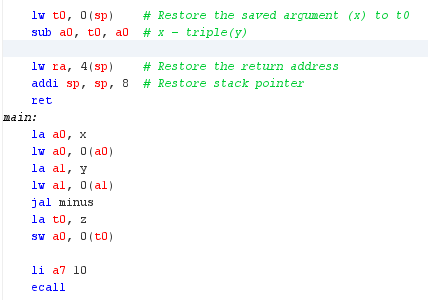 lw t0, 0(sp) # Restore the saved argument (x) to t0
sub a0, t0, a0 # x - triple(y)
lw ra, 4(sp) # Restore the return address
addi sp, sp, 8 # Restore stack pointer
ret
main:
la a0, x
lw a0, 0(a0)
la a1, y
lw a1, 0(a1)
jal minus
la t0, z
sw a0, 0(t0)
li a7 10
ecall